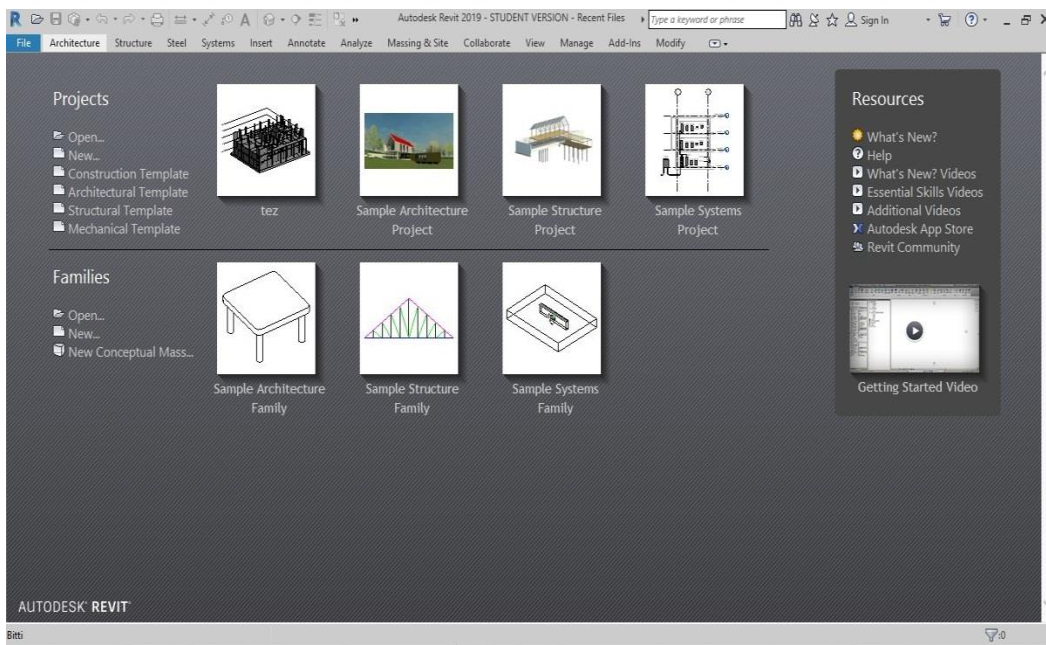 Autodesk Revit 2019 - STUDENT VERSION - Recent Files
Type a keyword or phrase
Sign In
File Architecture Structure Steel Systems Insert Annotate Analyze Massing & Site Collaborate View Manage Add-Ins Modify
Projects
Open...
New...
Construction Template
Architectural Template
Structural Template
Mechanical Template
tez
Sample Architecture
Project
Sample Structure
Project
Sample Systems
Project
Families
Open...
New...
New Conceptual Mass...
Sample Architecture
Family
Sample Structure
Family
Sample Systems
Family
Resources
What's New?
Help
What's New? Videos
Essential Skills Videos
Additional Videos
Autodesk App Store
Revit Community
Getting Started Video
AUTODESK® REVIT®
Bitti
:0